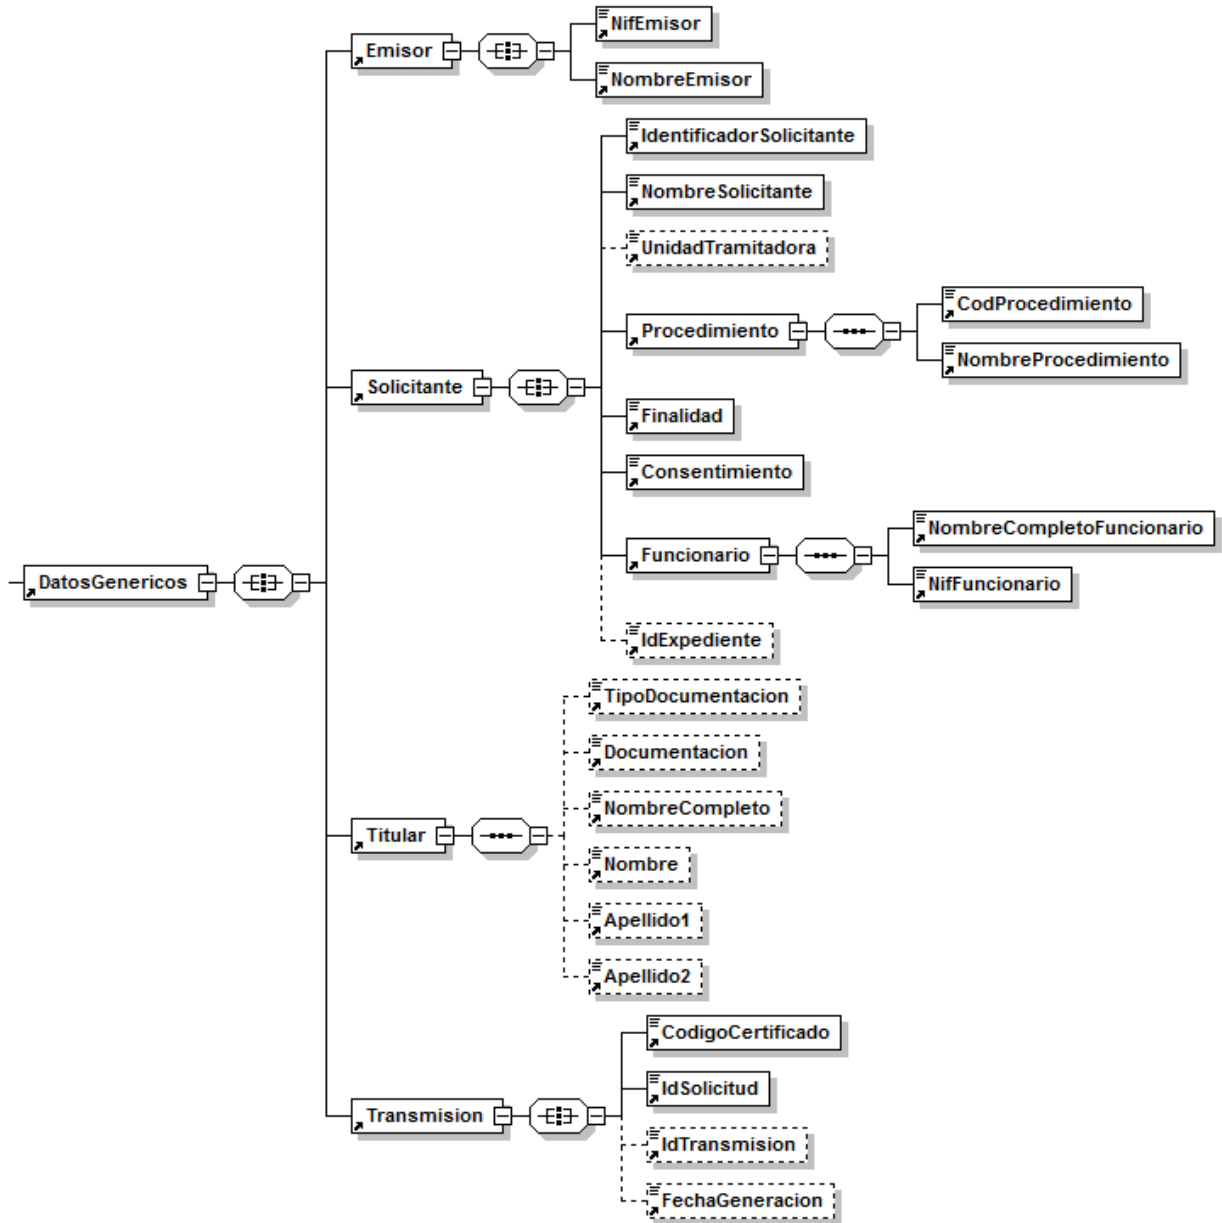 Emisor
NifEmisor
NombreEmisor
IdentificadorSolicitante
NombreSolicitante
UnidadTramitadora
Procedimiento
CodProcedimiento
NombreProcedimiento
Solicitante
Finalidad
Consentimiento
Funcionario
NombreCompletoFuncionario
NifFuncionario
DatosGenericos
IdExpediente
TipoDocumentacion
Documentacion
NombreCompleto
Titular
Nombre
Apellido1
Apellido2
CodigoCertificado
IdSolicitud
Transmision
IdTransmision
FechaGeneracion